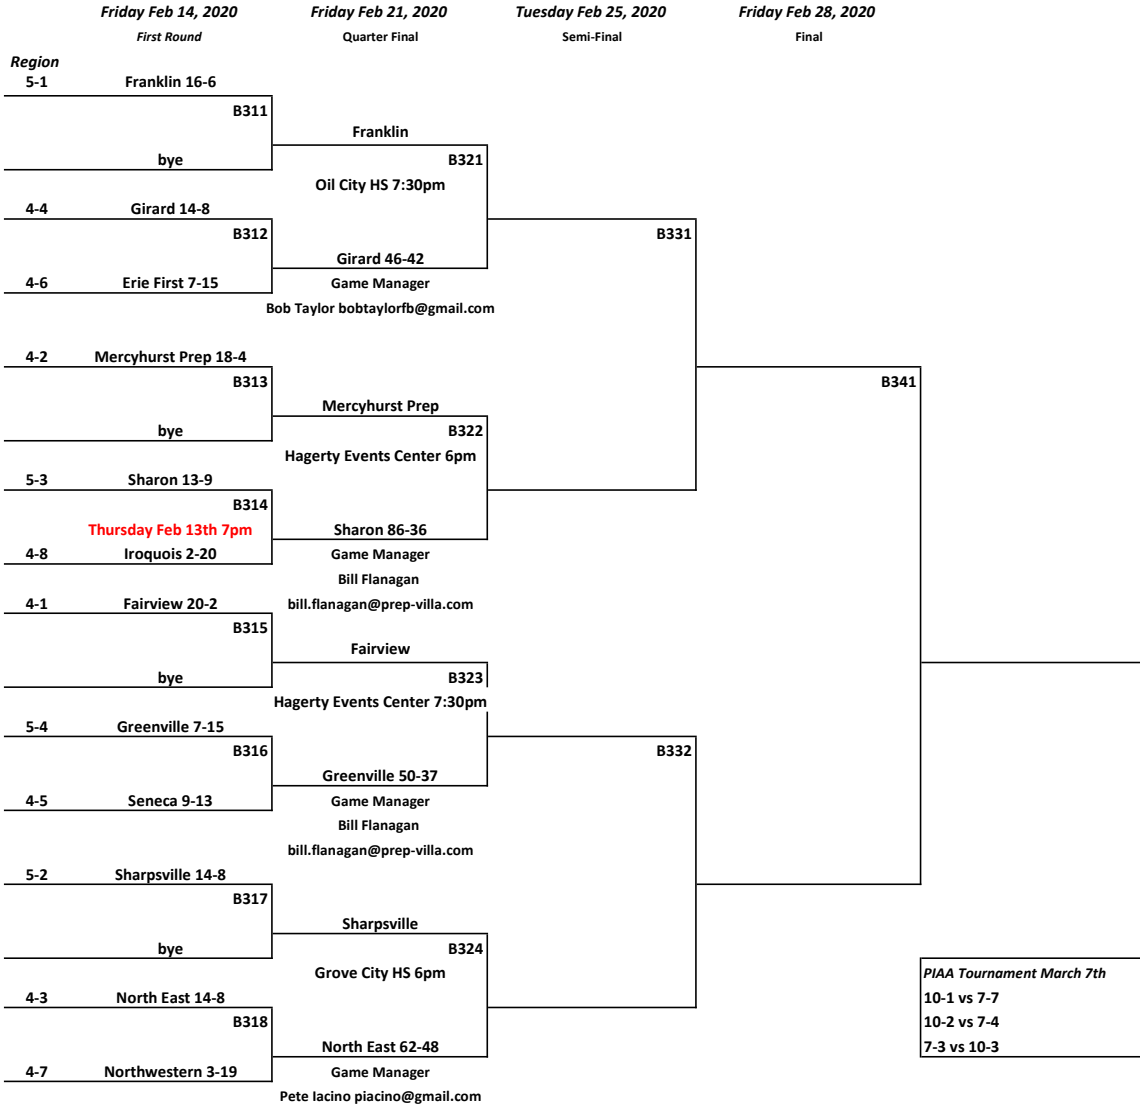 Friday Feb 14, 2020 Friday Feb 21, 2020 Tuesday Feb 25, 2020 Friday Feb 28, 2020
First Round Quarter Final Semi-Final Final
Region
5-1 Franklin 16-6
B311
Franklin
bye B321
Oil City HS 7:30pm
4-4 Girard 14-8
B312 B331
Girard 46-42
4-6 Erie First 7-15 Game Manager
Bob Taylor bobtaylorfb@gmail.com
4-2 Mercyhurst Prep 18-4
B313 B341
Mercyhurst Prep
bye B322
Hagerty Events Center 6pm
5-3 Sharon 13-9
B314
Thursday Feb 13th 7pm Sharon 86-36
4-8 Iroquois 2-20 Game Manager
Bill Flanagan
4-1 Fairview 20-2 bill.flanagan@prep-villa.com
B315
Fairview
bye B323
Hagerty Events Center 7:30pm
5-4 Greenville 7-15
B316 B332
Greenville 50-37
4-5 Seneca 9-13 Game Manager
Bill Flanagan
bill.flanagan@prep-villa.com
5-2 Sharpsville 14-8
B317
Sharpsville
bye B324
Grove City HS 6pm PIAA Tournament March 7th
4-3 North East 14-8 10-1 vs 7-7
B318 10-2 vs 7-4
North East 62-48 7-3 vs 10-3
4-7 Northwestern 3-19 Game Manager
Pete Iacino piacino@gmail.com